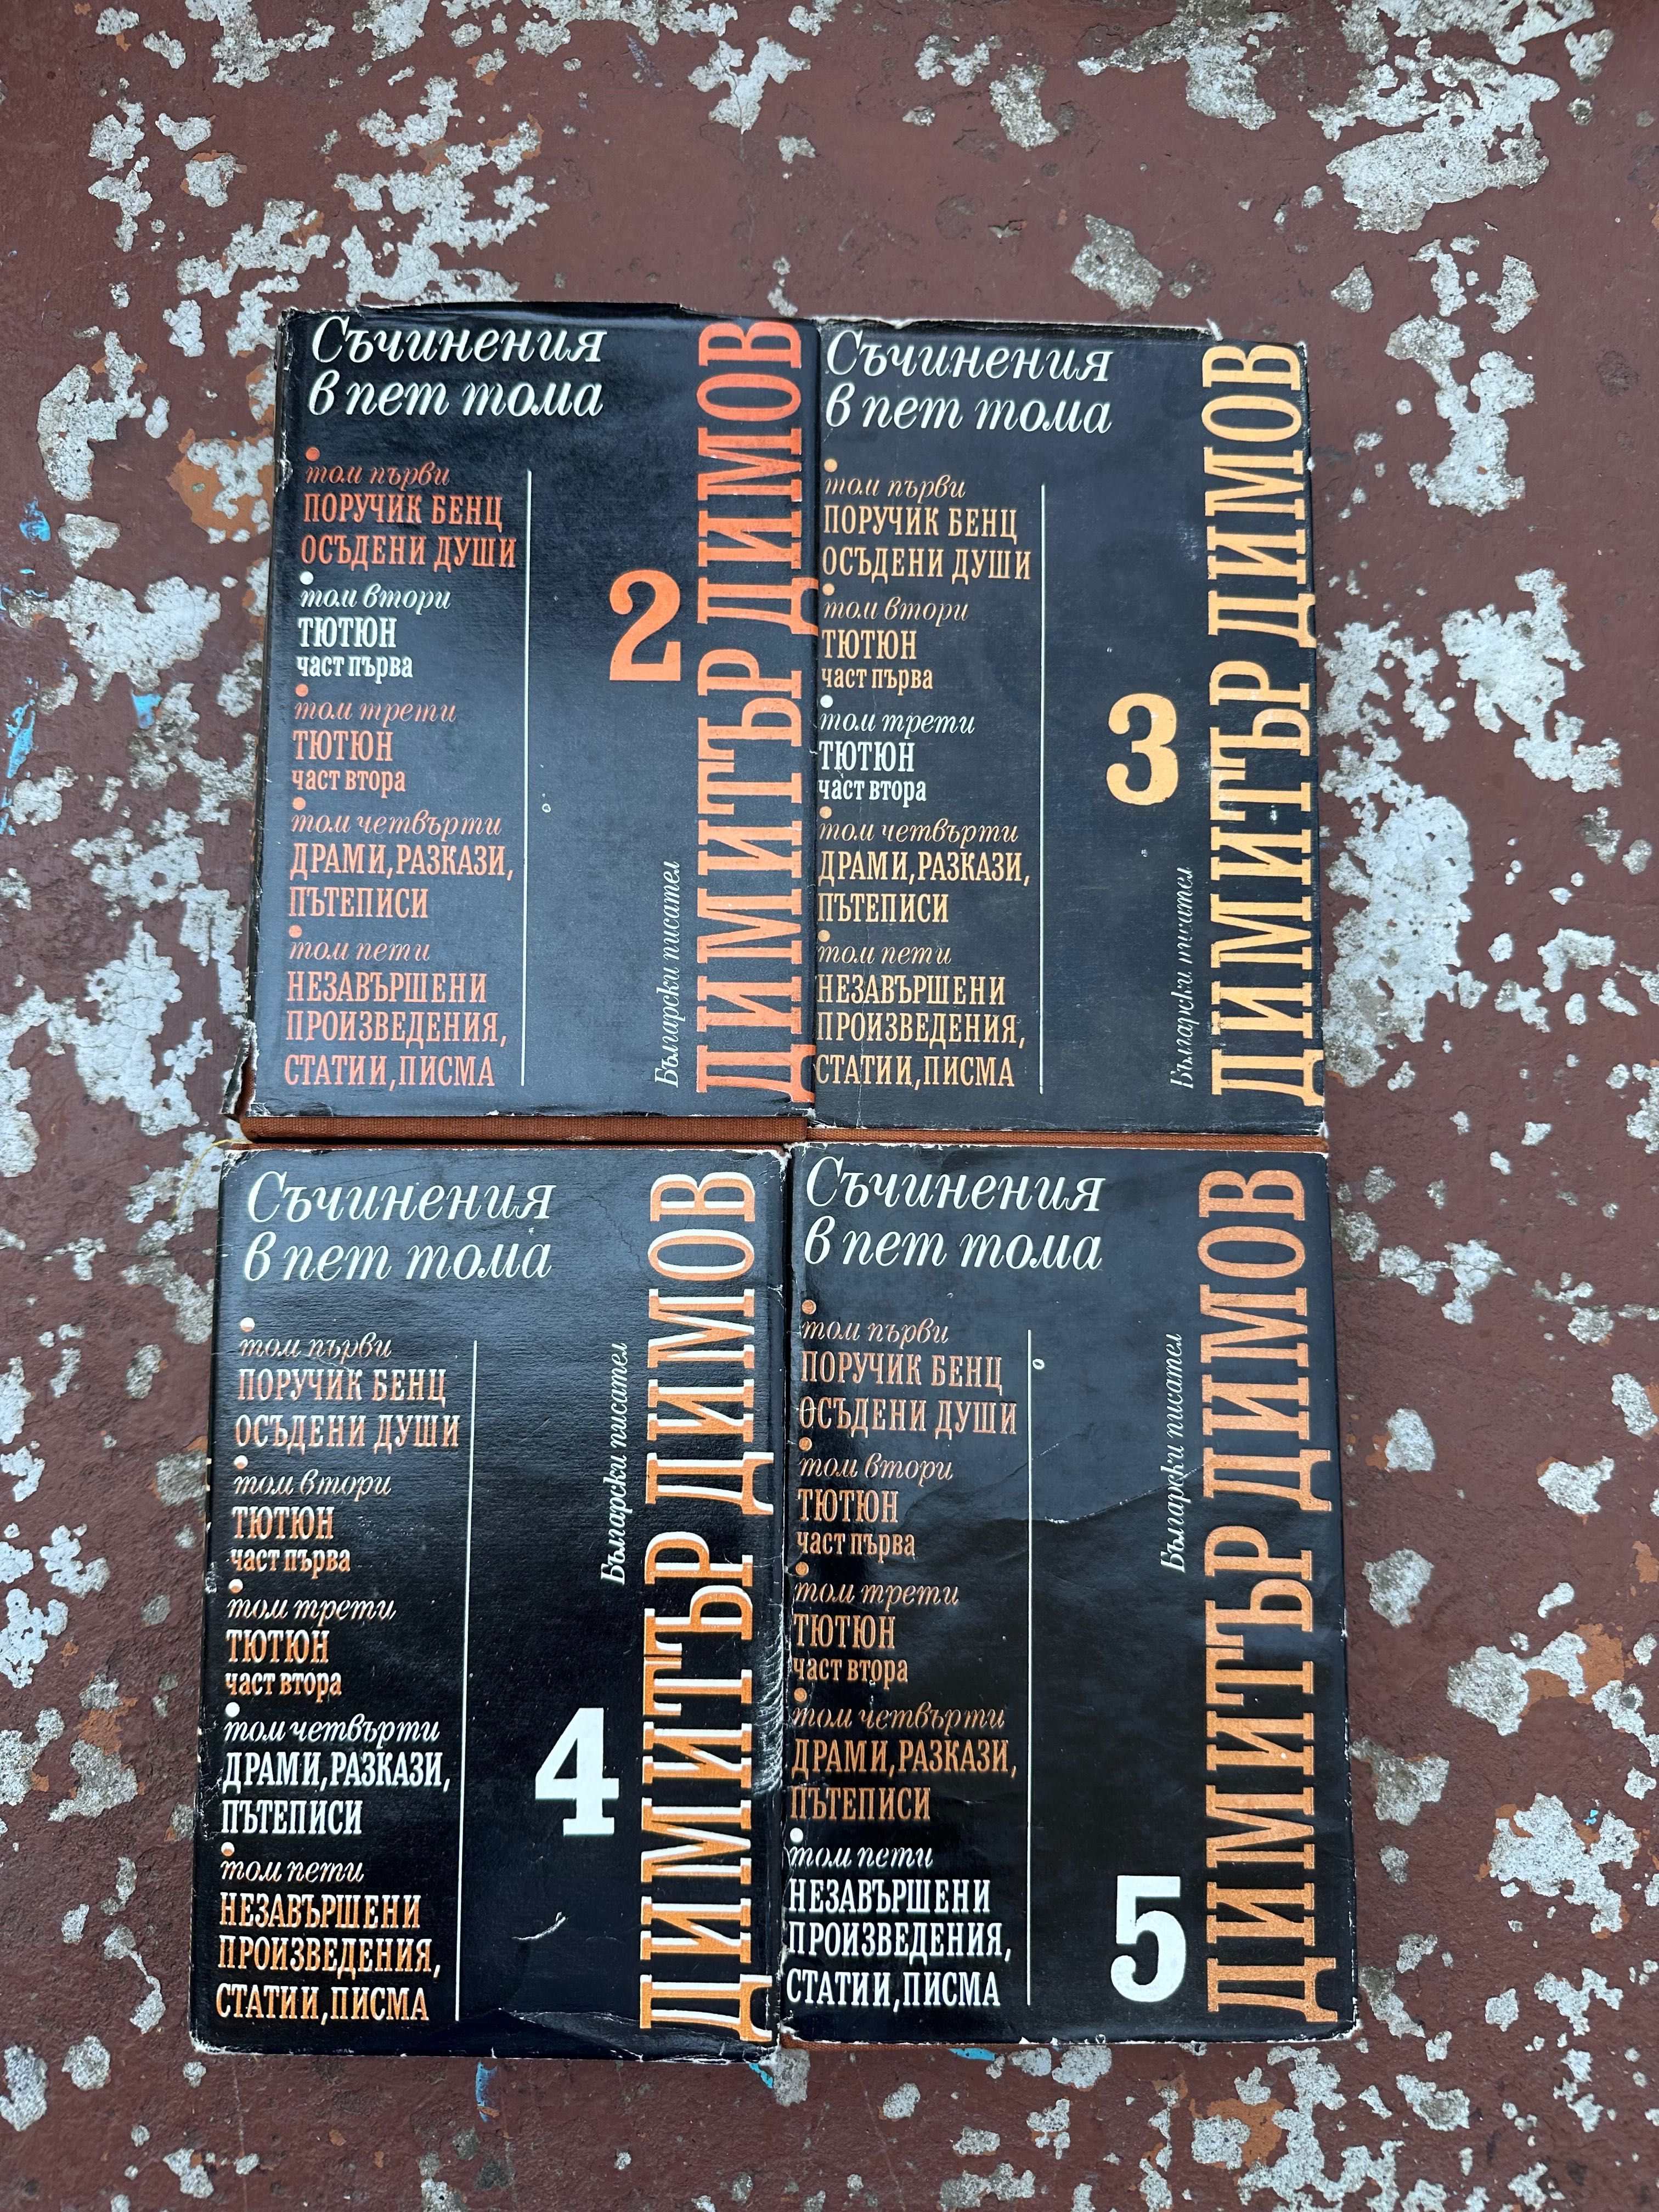 Съчинения
в пет тома
том първи
ПОРУЧИК БЕНЦ
ОСЪДЕНИ ДУШИ
том втори
ТЮТЮН
част първа
том трети
ТЮТЮН
част втора
том четвърти
ДРАМИ, РАЗКАЗИ,
ПЪТЕПИСИ
том пети
НЕЗАВЪРШЕНИ
ПРОИЗВЕДЕНИЯ,
СТАТИИ, ПИСМА
2
Български писател
ДИМИТЪР ДИМОВ
Съчинения
в пет тома
том първи
ПОРУЧИК БЕНЦ
ОСЪДЕНИ ДУШИ
том втори
ТЮТЮН
част първа
том трети
ТЮТЮН
част втора
том четвърти
ДРАМИ, РАЗКАЗИ,
ПЪТЕПИСИ
том пети
НЕЗАВЪРШЕНИ
ПРОИЗВЕДЕНИЯ,
СТАТИИ, ПИСМА
3
Български писател
ДИМИТЪР ДИМОВ
Съчинения
в пет тома
том първи
ПОРУЧИК БЕНЦ
ОСЪДЕНИ ДУШИ
том втори
ТЮТЮН
част първа
том трети
ТЮТЮН
част втора
том четвърти
ДРАМИ, РАЗКАЗИ,
ПЪТЕПИСИ
том пети
НЕЗАВЪРШЕНИ
ПРОИЗВЕДЕНИЯ,
СТАТИИ, ПИСМА
4
Български писател
ДИМИТЪР ДИМОВ
Съчинения
в пет тома
том първи
ПОРУЧИК БЕНЦ
ОСЪДЕНИ ДУШИ
том втори
ТЮТЮН
част първа
том трети
ТЮТЮН
част втора
том четвърти
ДРАМИ, РАЗКАЗИ,
ПЪТЕПИСИ
том пети
НЕЗАВЪРШЕНИ
ПРОИЗВЕДЕНИЯ,
СТАТИИ, ПИСМА
5
Български писател
ДИМИТЪР ДИМОВ